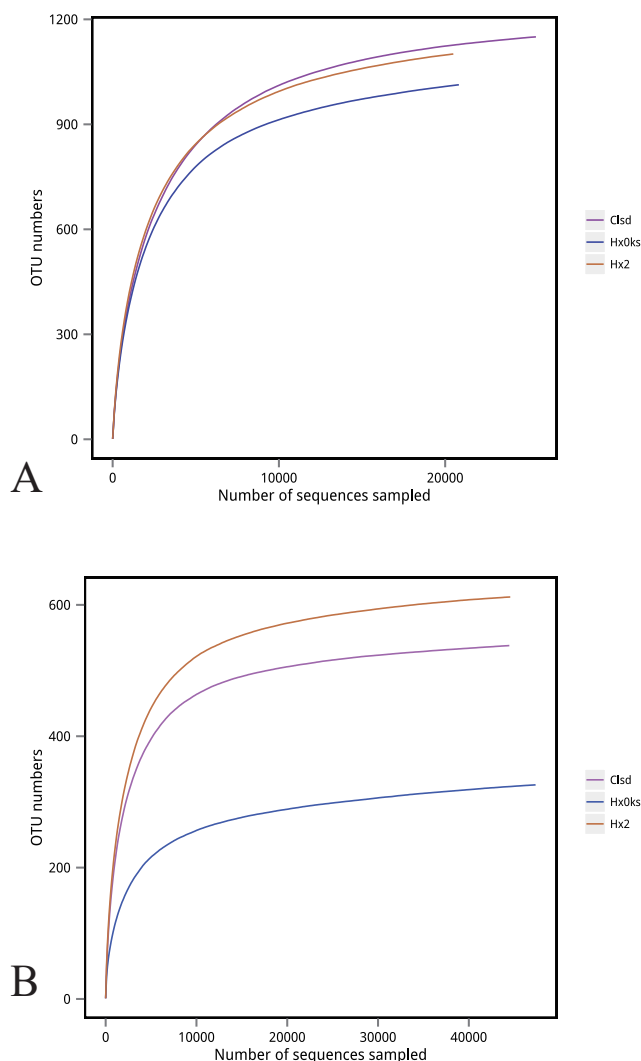 1200
900
600
300
0
OTU numbers
0 10000 20000
Number of sequences sampled
Clsd
Hx0ks
Hx2
A
600
400
200
0
OTU numbers
0 10000 20000 30000 40000
Number of sequences sampled
Clsd
Hx0ks
Hx2
B